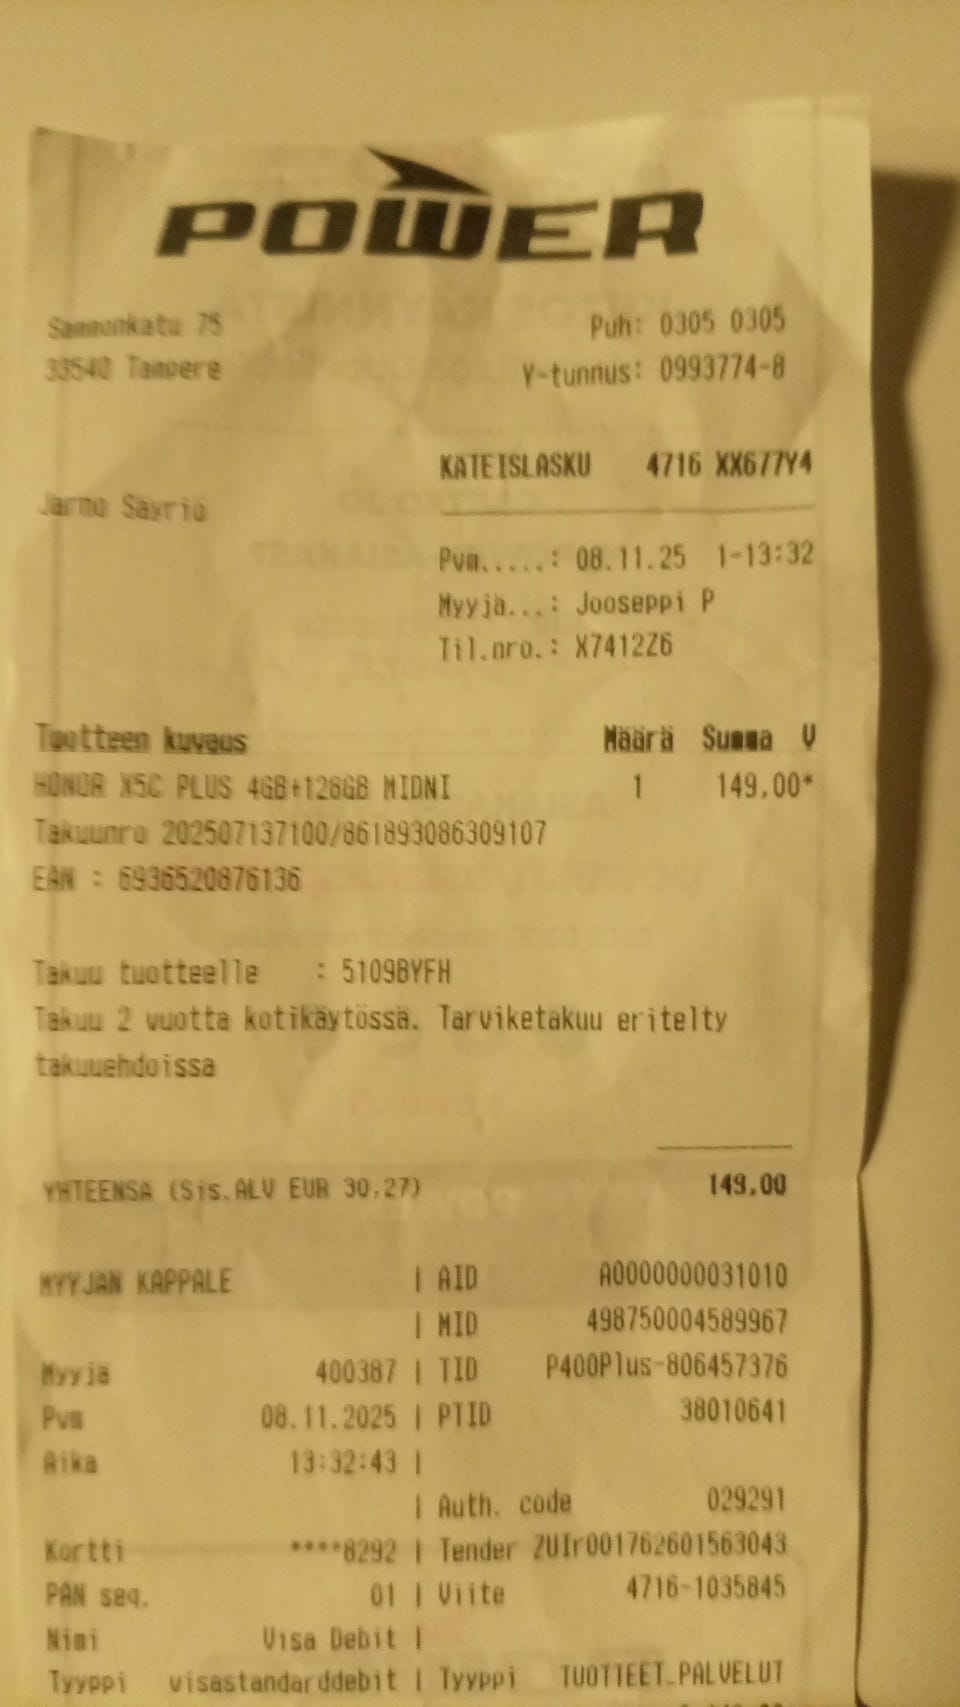 POWER
Sammonkatu 75 Puh: 0305 0305
33540 Tampere Y-tunnus: 0993774-8
KATEISLASKU 4716 XX677Y4
Jarmo Säyriö
Pvm.....: 08.11.25 1-13:32
Myyjä...: Jooseppi P
Til.nro.: X7412Z6
Tuotteen kuvaus Määrä Summa V
HONOR X5C PLUS 4GB+128GB MIDNI 1 149,00*
Takuunro 202507137100/861893086309107
EAN : 6936520876136
Takuu tuotteelle : 5109BYFH
Takuu 2 vuotta kotikäytössä. Tarviketakuu eritelty
takuuehdoissa
YHTEENSA (Sis.ALV EUR 30,27) 149,00
MYYJAN KAPPALE | AID A0000000031010
| MID 498750004589967
Myyjä 400387 | TID P400Plus-806457376
Pvm 08.11.2025 | PTID 38010641
Aika 13:32:43 |
| Auth. code 029291
Kortti ****8292 | Tender ZUIr001762601563043
PAN seq. 01 | Viite 4716-1035845
Nimi Visa Debit |
Tyyppi visastandarddebit | Tyyppi TUOTTEET_PALVELUT